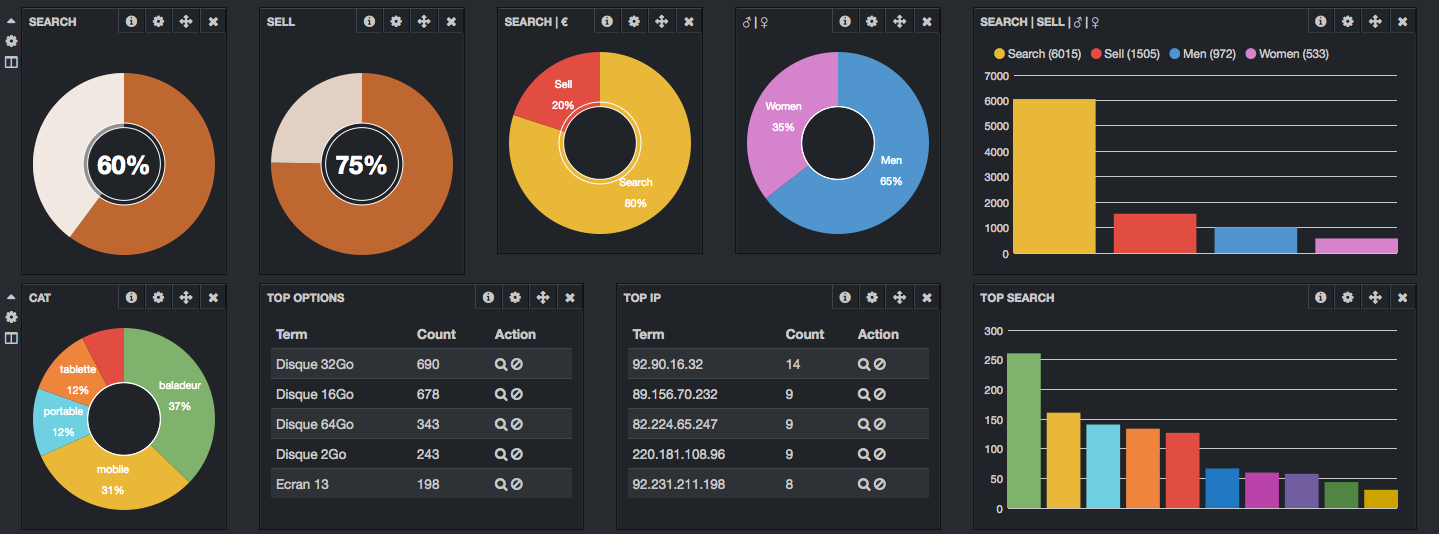 SEARCH
60%
SELL
75%
SEARCH | €
Sell
20%
Search
80%
♂ | ♀
Women
35%
Men
65%
SEARCH | SELL | ♂ | ♀
Search (6015) Sell (1505) Men (972) Women (533)
7000
6000
5000
4000
3000
2000
1000
0
CAT
tablette
12%
baladeur
37%
portable
12%
mobile
31%
TOP OPTIONS
Term Count Action
Disque 32Go 690
Disque 16Go 678
Disque 64Go 343
Disque 2Go 243
Ecran 13 198
TOP IP
Term Count Action
92.90.16.32 14
89.156.70.232 9
82.224.65.247 9
220.181.108.96 9
92.231.211.198 8
TOP SEARCH
300
250
200
150
100
50
0